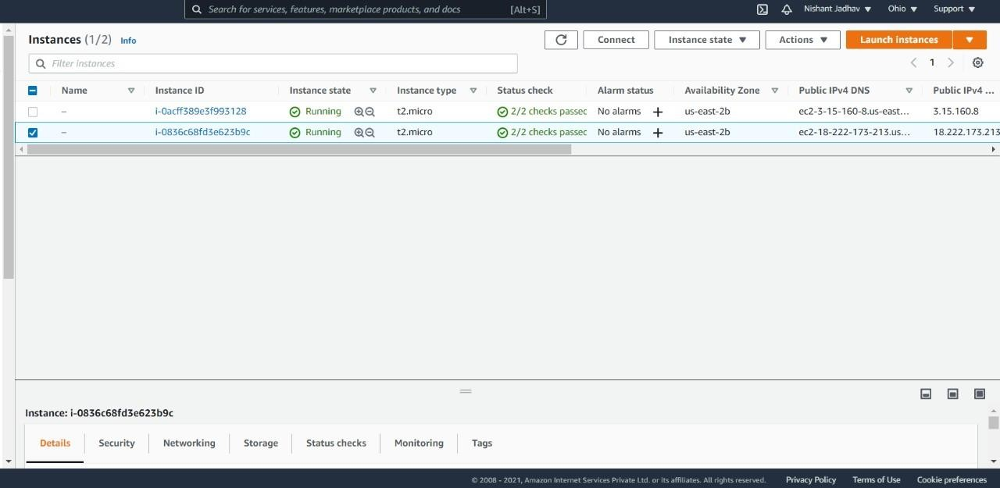 Search for services, features, marketplace products, and docs [Alt+S] Nishant Jadhav Ohio Support
Instances (1/2) Info Connect Instance state Actions Launch instances
Filter instances 1
Name Instance ID Instance state Instance type Status check Alarm status Availability Zone Public IPv4 DNS Public IPv4 ...
– i-0acff389e3f993128 Running t2.micro 2/2 checks passec No alarms + us-east-2b ec2-3-15-160-8.us-east... 3.15.160.8
– i-0836c68fd3e623b9c Running t2.micro 2/2 checks passec No alarms + us-east-2b ec2-18-222-173-213.us... 18.222.173.213
Instance: i-0836c68fd3e623b9c
Details Security Networking Storage Status checks Monitoring Tags
© 2008 - 2021, Amazon Internet Services Private Ltd. or its affiliates. All rights reserved. Privacy Policy Terms of Use Cookie preferences